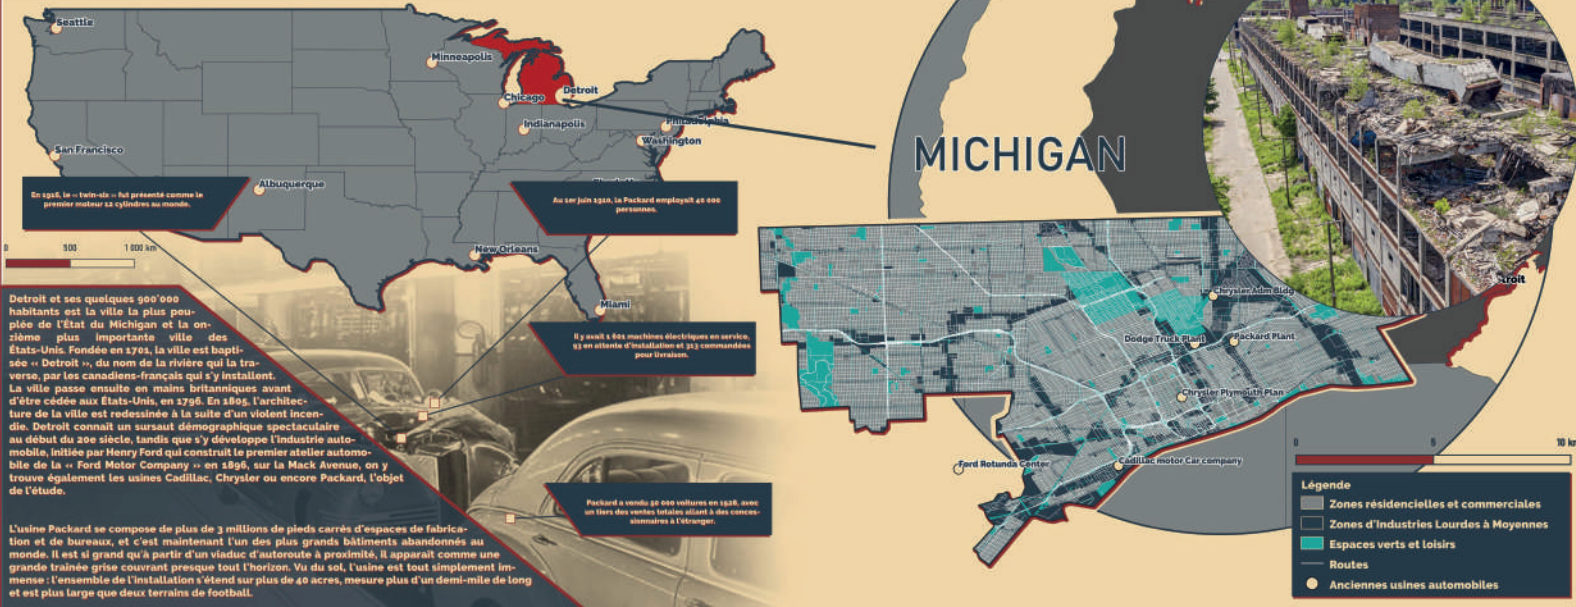 Seattle
Minneapolis
Chicago
Detroit
Indianapolis
Philadelphia
Washington
San Francisco
Albuquerque
New Orleans
Miami
0 500 1 000 km
MICHIGAN
En 1916, le « twin-six » fut présenté comme le
premier moteur 12 cylindres au monde.
Au 1er juin 1910, la Packard employait 40 000
personnes.
Il y avait 1 601 machines électriques en service,
93 en attente d'installation et 313 commandées
pour livraison.
Packard a vendu 50 000 voitures en 1928, avec
un tiers des ventes totales allant à des conces-
sionnaires à l'étranger.
Detroit et ses quelques 900'000
habitants est la ville la plus peu-
plée de l'État du Michigan et la on-
zième plus importante ville des
États-Unis. Fondée en 1701, la ville est bapti-
sée « Detroit », du nom de la rivière qui la tra-
verse, par les canadiens-français qui s'y installent.
La ville passe ensuite en mains britanniques avant
d'être cédée aux États-Unis, en 1796. En 1805, l'architec-
ture de la ville est redessinée à la suite d'un violent incen-
die. Detroit connaît un sursaut démographique spectaculaire
au début du 20e siècle, tandis que s'y développe l'industrie auto-
mobile, initiée par Henry Ford qui construit le premier atelier automo-
bile de la « Ford Motor Company » en 1896, sur la Mack Avenue, on y
trouve également les usines Cadillac, Chrysler ou encore Packard, l'objet
de l'étude.
L'usine Packard se compose de plus de 3 millions de pieds carrés d'espaces de fabrica-
tion et de bureaux, et c'est maintenant l'un des plus grands bâtiments abandonnés au
monde. Il est si grand qu'à partir d'un viaduc d'autoroute à proximité, il apparaît comme une
grande traînée grise couvrant presque tout l'horizon. Vu du sol, l'usine est tout simplement im-
mense : l'ensemble de l'installation s'étend sur plus de 40 acres, mesure plus d'un demi-mile de long
et est plus large que deux terrains de football.
Chrysler Adm Bldg
Dodge Truck Plant
Packard Plant
Chrysler Plymouth Plan
Ford Rotunda Center
Cadillac motor Car company
troit
0 5 10 km
Légende
Zones résidencielles et commerciales
Zones d'Industries Lourdes à Moyennes
Espaces verts et loisirs
Routes
Anciennes usines automobiles